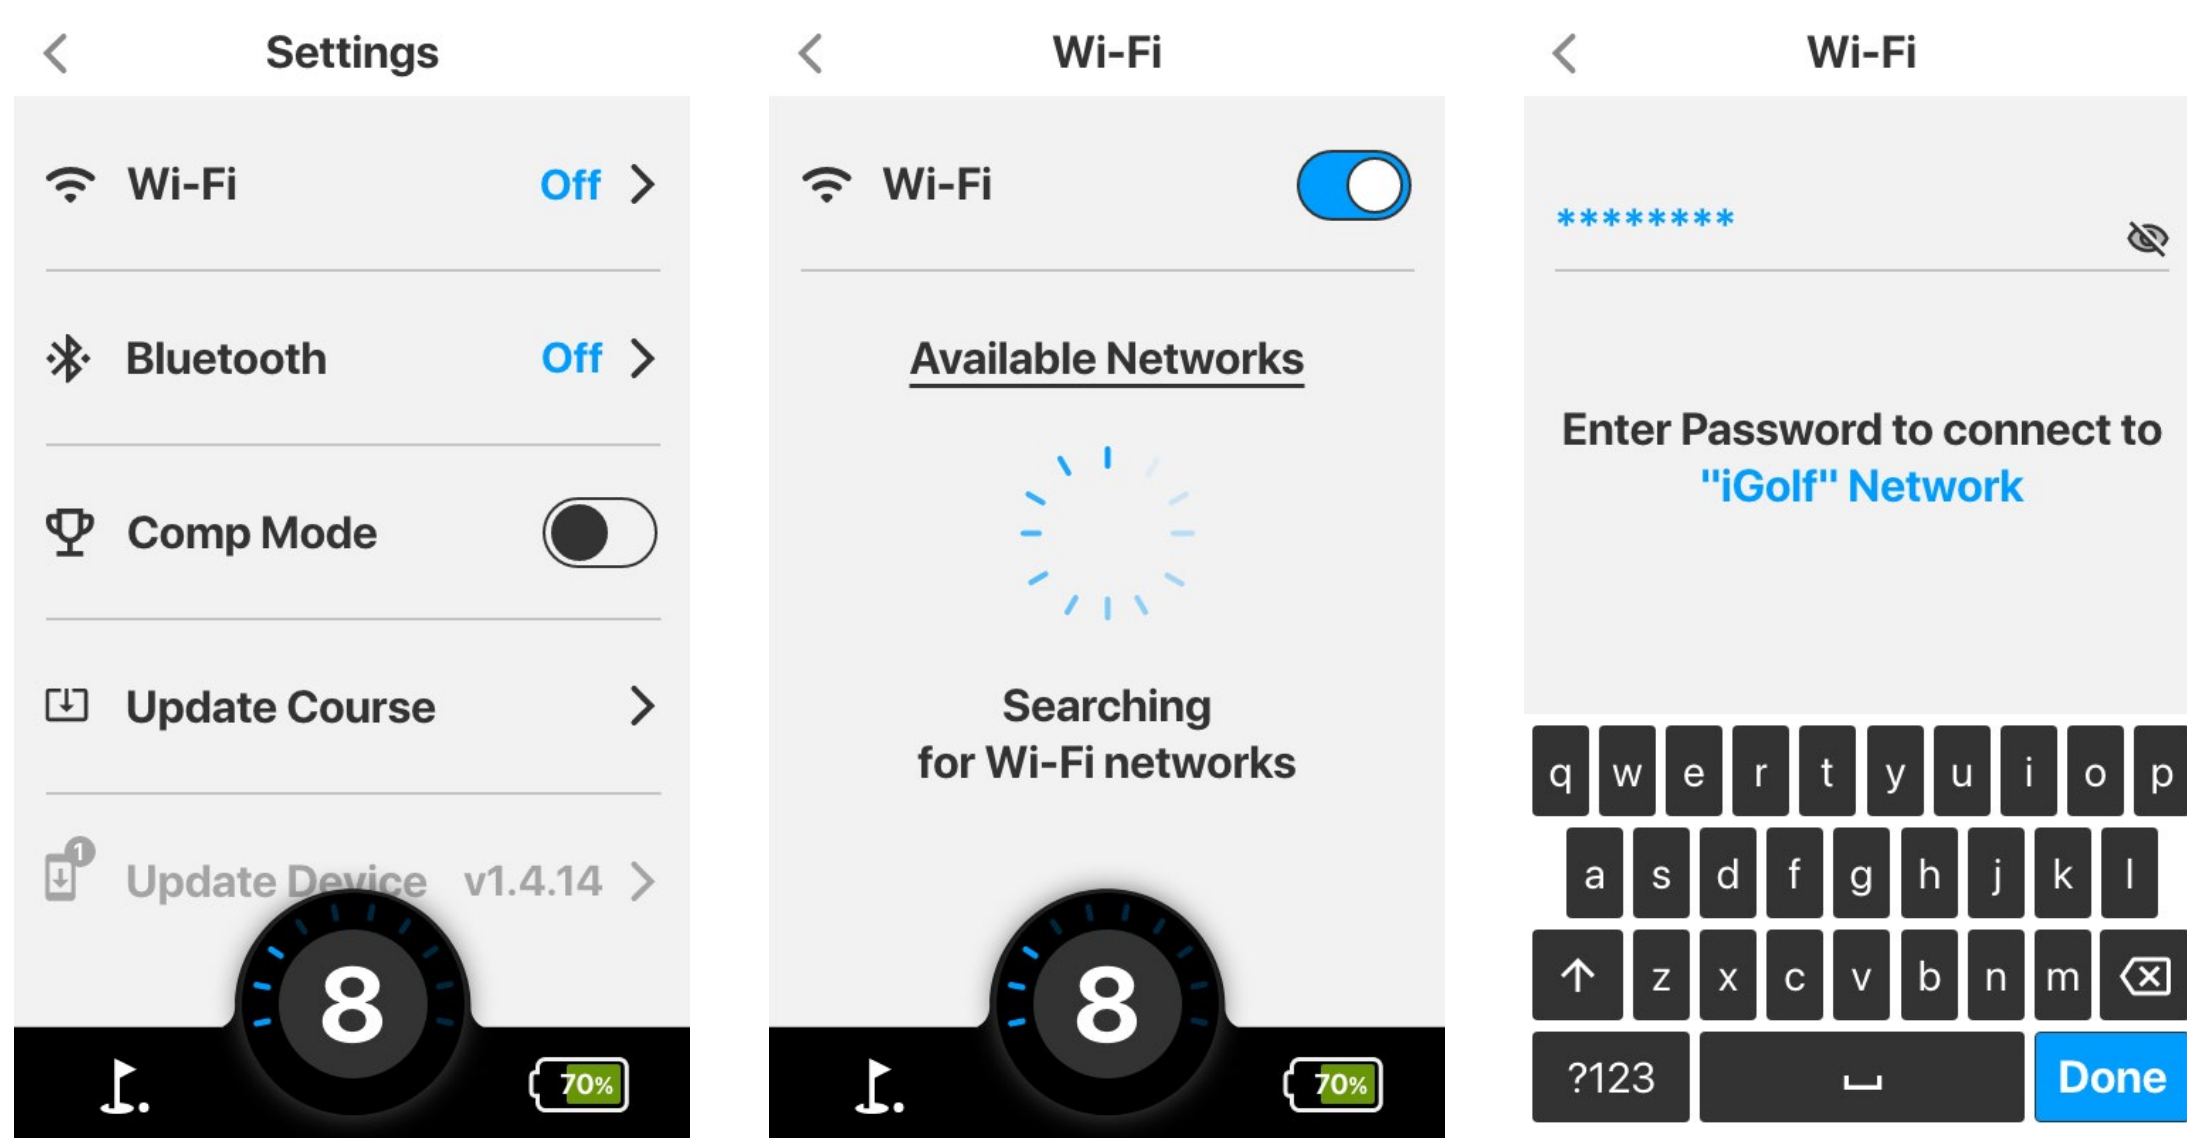 Settings
Wi-Fi Off
Bluetooth Off
Comp Mode
Update Course
1
Update Device v1.4.14
8
70%
Wi-Fi
Wi-Fi
Available Networks
Searching
for Wi-Fi networks
8
70%
Wi-Fi
********
Enter Password to connect to
"iGolf" Network
q w e r t y u i o p
a s d f g h j k l
z x c v b n m
?123 Done